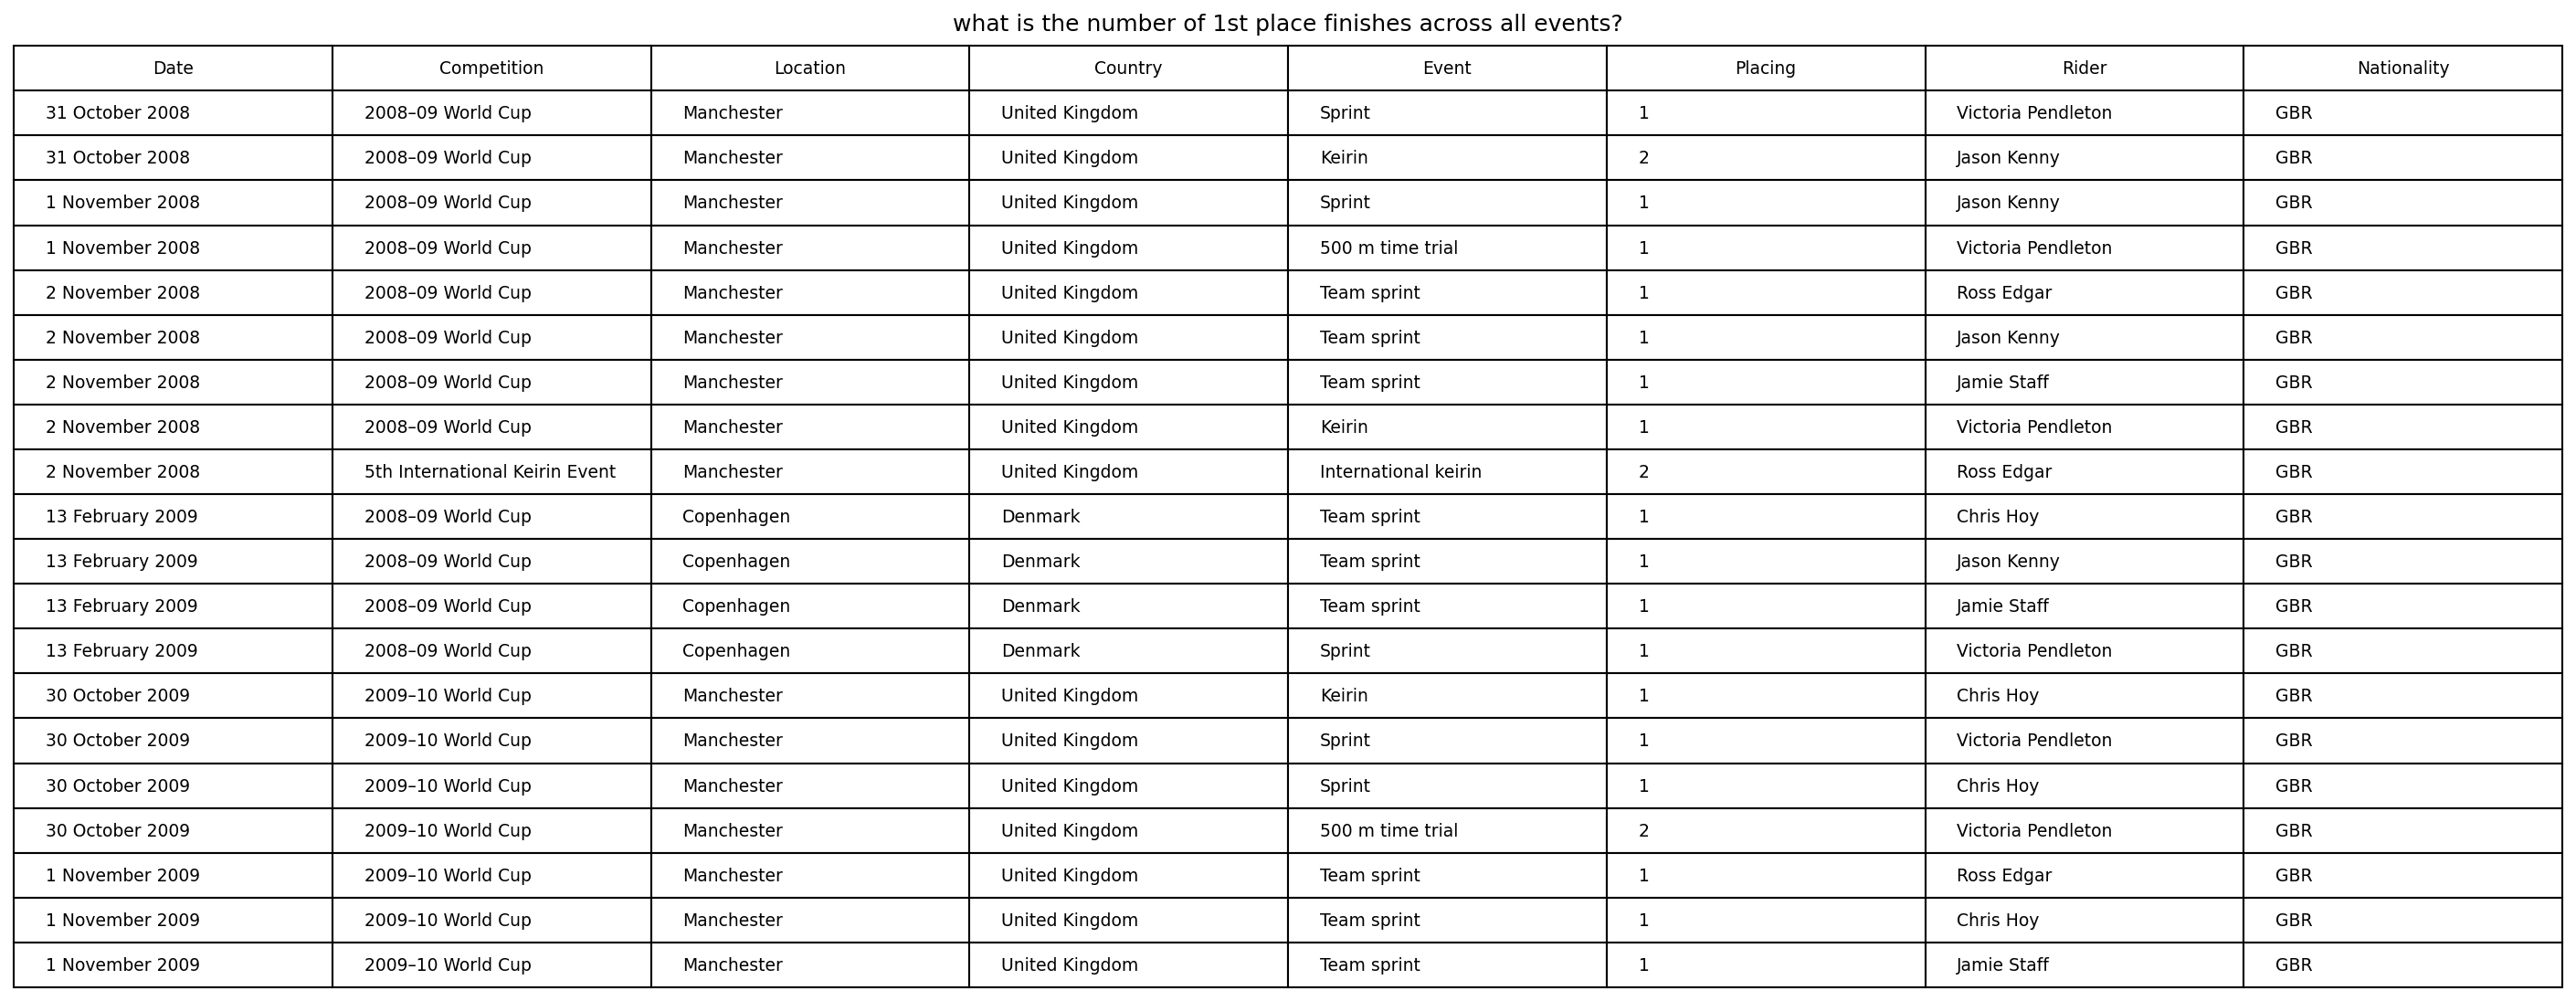 what is the number of 1st place finishes across all events?
Date Competition Location Country Event Placing Rider Nationality
31 October 2008 2008–09 World Cup Manchester United Kingdom Sprint 1 Victoria Pendleton GBR
31 October 2008 2008–09 World Cup Manchester United Kingdom Keirin 2 Jason Kenny GBR
1 November 2008 2008–09 World Cup Manchester United Kingdom Sprint 1 Jason Kenny GBR
1 November 2008 2008–09 World Cup Manchester United Kingdom 500 m time trial 1 Victoria Pendleton GBR
2 November 2008 2008–09 World Cup Manchester United Kingdom Team sprint 1 Ross Edgar GBR
2 November 2008 2008–09 World Cup Manchester United Kingdom Team sprint 1 Jason Kenny GBR
2 November 2008 2008–09 World Cup Manchester United Kingdom Team sprint 1 Jamie Staff GBR
2 November 2008 2008–09 World Cup Manchester United Kingdom Keirin 1 Victoria Pendleton GBR
2 November 2008 5th International Keirin Event Manchester United Kingdom International keirin 2 Ross Edgar GBR
13 February 2009 2008–09 World Cup Copenhagen Denmark Team sprint 1 Chris Hoy GBR
13 February 2009 2008–09 World Cup Copenhagen Denmark Team sprint 1 Jason Kenny GBR
13 February 2009 2008–09 World Cup Copenhagen Denmark Team sprint 1 Jamie Staff GBR
13 February 2009 2008–09 World Cup Copenhagen Denmark Sprint 1 Victoria Pendleton GBR
30 October 2009 2009–10 World Cup Manchester United Kingdom Keirin 1 Chris Hoy GBR
30 October 2009 2009–10 World Cup Manchester United Kingdom Sprint 1 Victoria Pendleton GBR
30 October 2009 2009–10 World Cup Manchester United Kingdom Sprint 1 Chris Hoy GBR
30 October 2009 2009–10 World Cup Manchester United Kingdom 500 m time trial 2 Victoria Pendleton GBR
1 November 2009 2009–10 World Cup Manchester United Kingdom Team sprint 1 Ross Edgar GBR
1 November 2009 2009–10 World Cup Manchester United Kingdom Team sprint 1 Chris Hoy GBR
1 November 2009 2009–10 World Cup Manchester United Kingdom Team sprint 1 Jamie Staff GBR